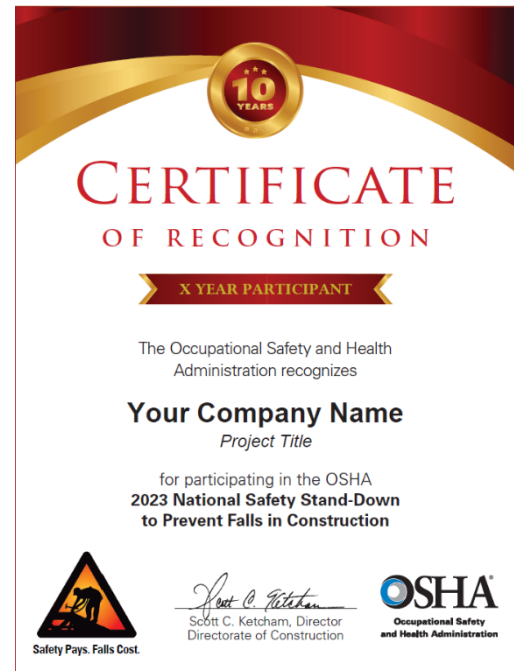 10
YEARS
CERTIFICATE
OF RECOGNITION
X YEAR PARTICIPANT
The Occupational Safety and Health
Administration recognizes
Your Company Name
Project Title
for participating in the OSHA
2023 National Safety Stand-Down
to Prevent Falls in Construction
Safety Pays. Falls Cost.
Scott C. Ketcham
Scott C. Ketcham, Director
Directorate of Construction
OSHA
Occupational Safety
and Health Administration